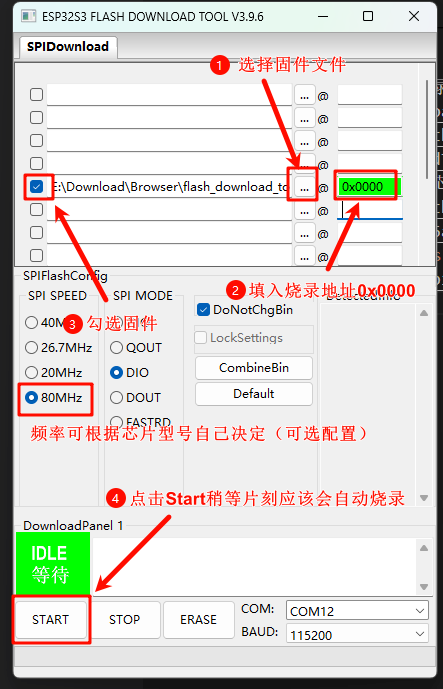 ESP32S3 FLASH DOWNLOAD TOOL V3.9.6
SPIDownload
1 选择固件文件
... @
... @
... @
... @
E:\Download\Browser\flash_download_to ... @ 0x0000
... @
... @
... @
SPIFlashConfig
2 填入烧录地址0x0000
SPI SPEED
SPI MODE
DoNotChgBin
40M
3 勾选固件
LockSettings
26.7MHz
QOUT
CombineBin
20MHz
DIO
Default
80MHz
DOUT
FASTRD
频率可根据芯片型号自己决定（可选配置）
4 点击Start稍等片刻应该会自动烧录
DownloadPanel 1
IDLE
等待
START
STOP
ERASE
COM: COM12
BAUD: 115200